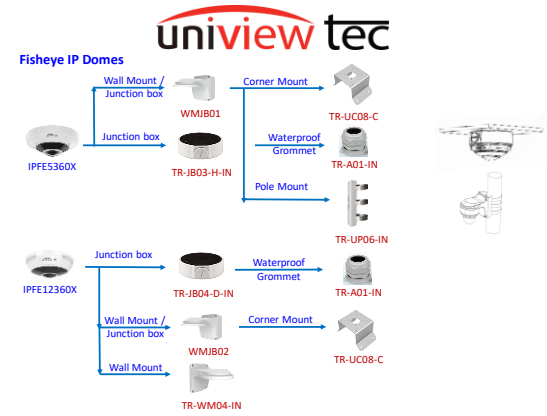 uniview tec
Fisheye IP Domes
Wall Mount /
Junction box
Corner Mount
WMJB01
TR-UC08-C
Junction box
Waterproof
Grommet
IPFE5360X
TR-JB03-H-IN
TR-A01-IN
Pole Mount
TR-UP06-IN
Junction box
Waterproof
Grommet
IPFE12360X
TR-JB04-D-IN
TR-A01-IN
Wall Mount /
Junction box
Corner Mount
WMJB02
TR-UC08-C
Wall Mount
TR-WM04-IN